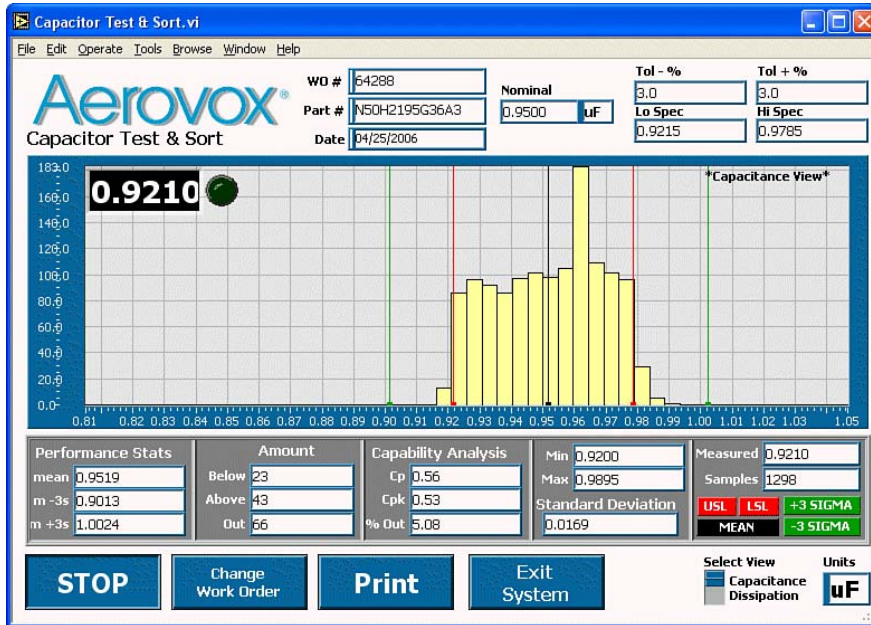 Capacitor Test & Sort.vi
File Edit Operate Tools Browse Window Help
Aerovox®
Capacitor Test & Sort
WO # 64288
Part # N50H2195G36A3
Date 04/25/2006
Nominal
0.9500 uF
Tol - % Tol + %
3.0 3.0
Lo Spec Hi Spec
0.9215 0.9785
0.9210
*Capacitance View*
183.0
160.0
140.0
120.0
100.0
80.0
60.0
40.0
20.0
0.0
0.81 0.82 0.83 0.84 0.85 0.86 0.87 0.88 0.89 0.90 0.91 0.92 0.93 0.94 0.95 0.96 0.97 0.98 0.99 1.00 1.01 1.02 1.03 1.05
Performance Stats
mean 0.9519
m -3s 0.9013
m +3s 1.0024
Amount
Below 23
Above 43
Out 66
Capability Analysis
Cp 0.56
Cpk 0.53
% Out 5.08
Min 0.9200
Max 0.9895
Standard Deviation
0.0169
Measured 0.9210
Samples 1298
USL LSL +3 SIGMA
MEAN -3 SIGMA
STOP
Change
Work Order
Print
Exit
System
Select View
Capacitance
Dissipation
Units
uF